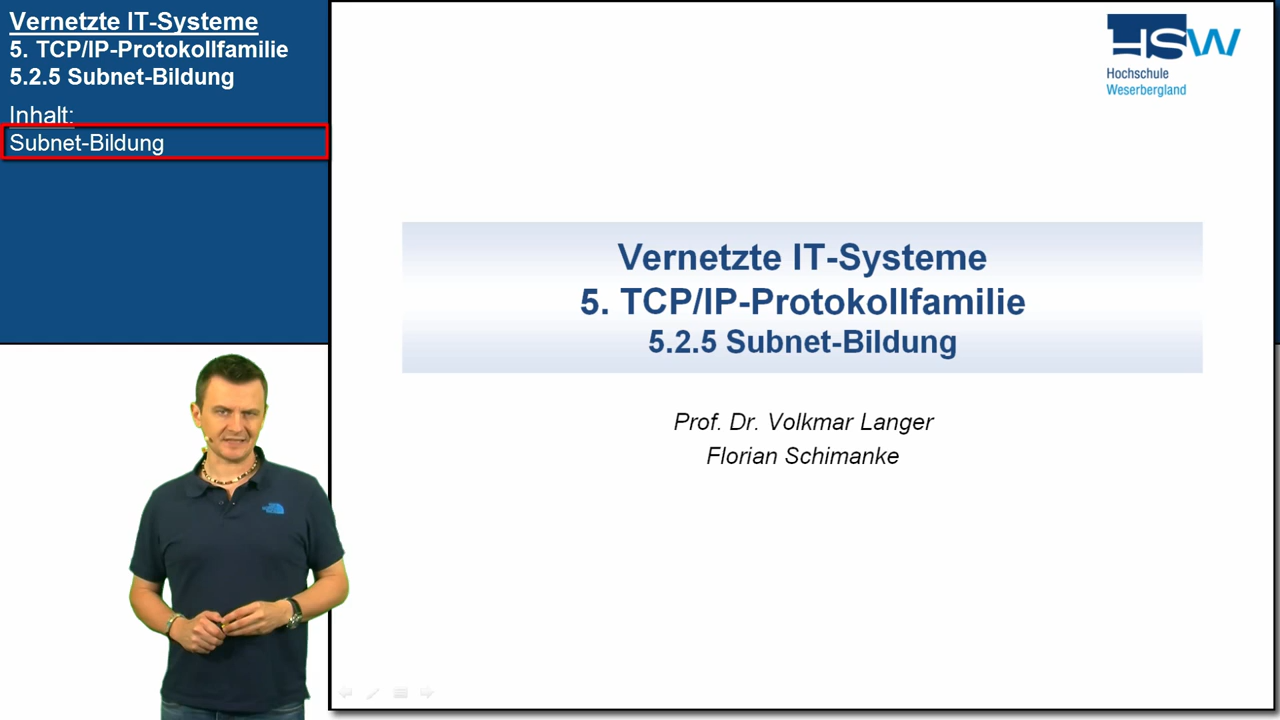 Vernetzte IT-Systeme
5. TCP/IP-Protokollfamilie
5.2.5 Subnet-Bildung
Inhalt:
Subnet-Bildung
HSW
Hochschule
Weserbergland
Vernetzte IT-Systeme
5. TCP/IP-Protokollfamilie
5.2.5 Subnet-Bildung
Prof. Dr. Volkmar Langer
Florian Schimanke